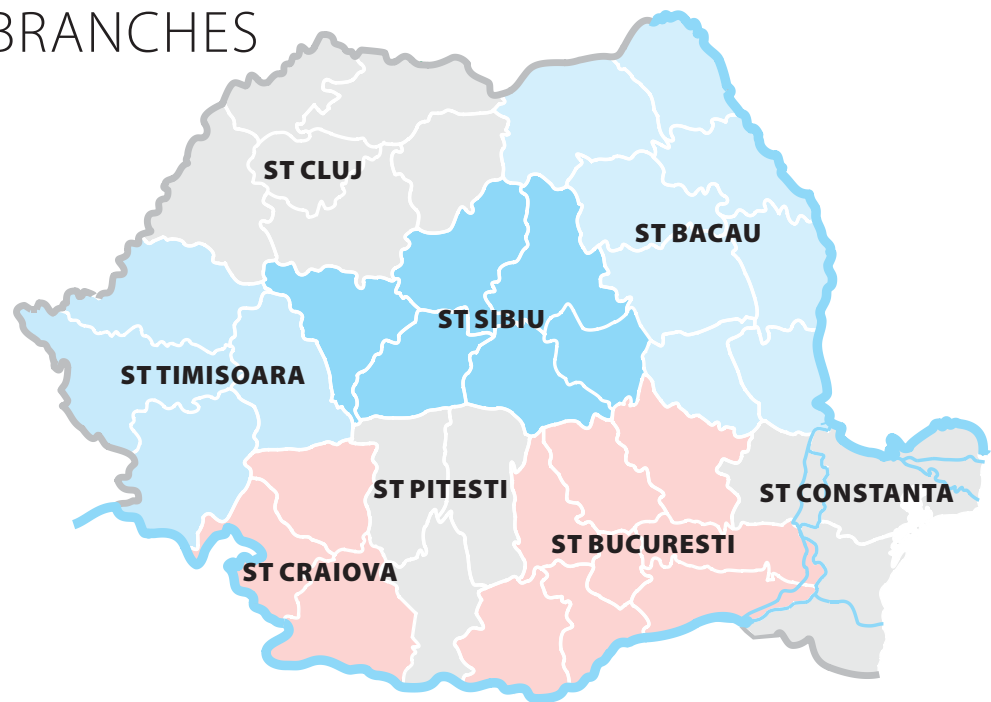 BRANCHES
ST CLUJ
ST BACAU
ST SIBIU
ST TIMISOARA
ST PITESTI
ST CONSTANTA
ST BUCURESTI
ST CRAIOVA